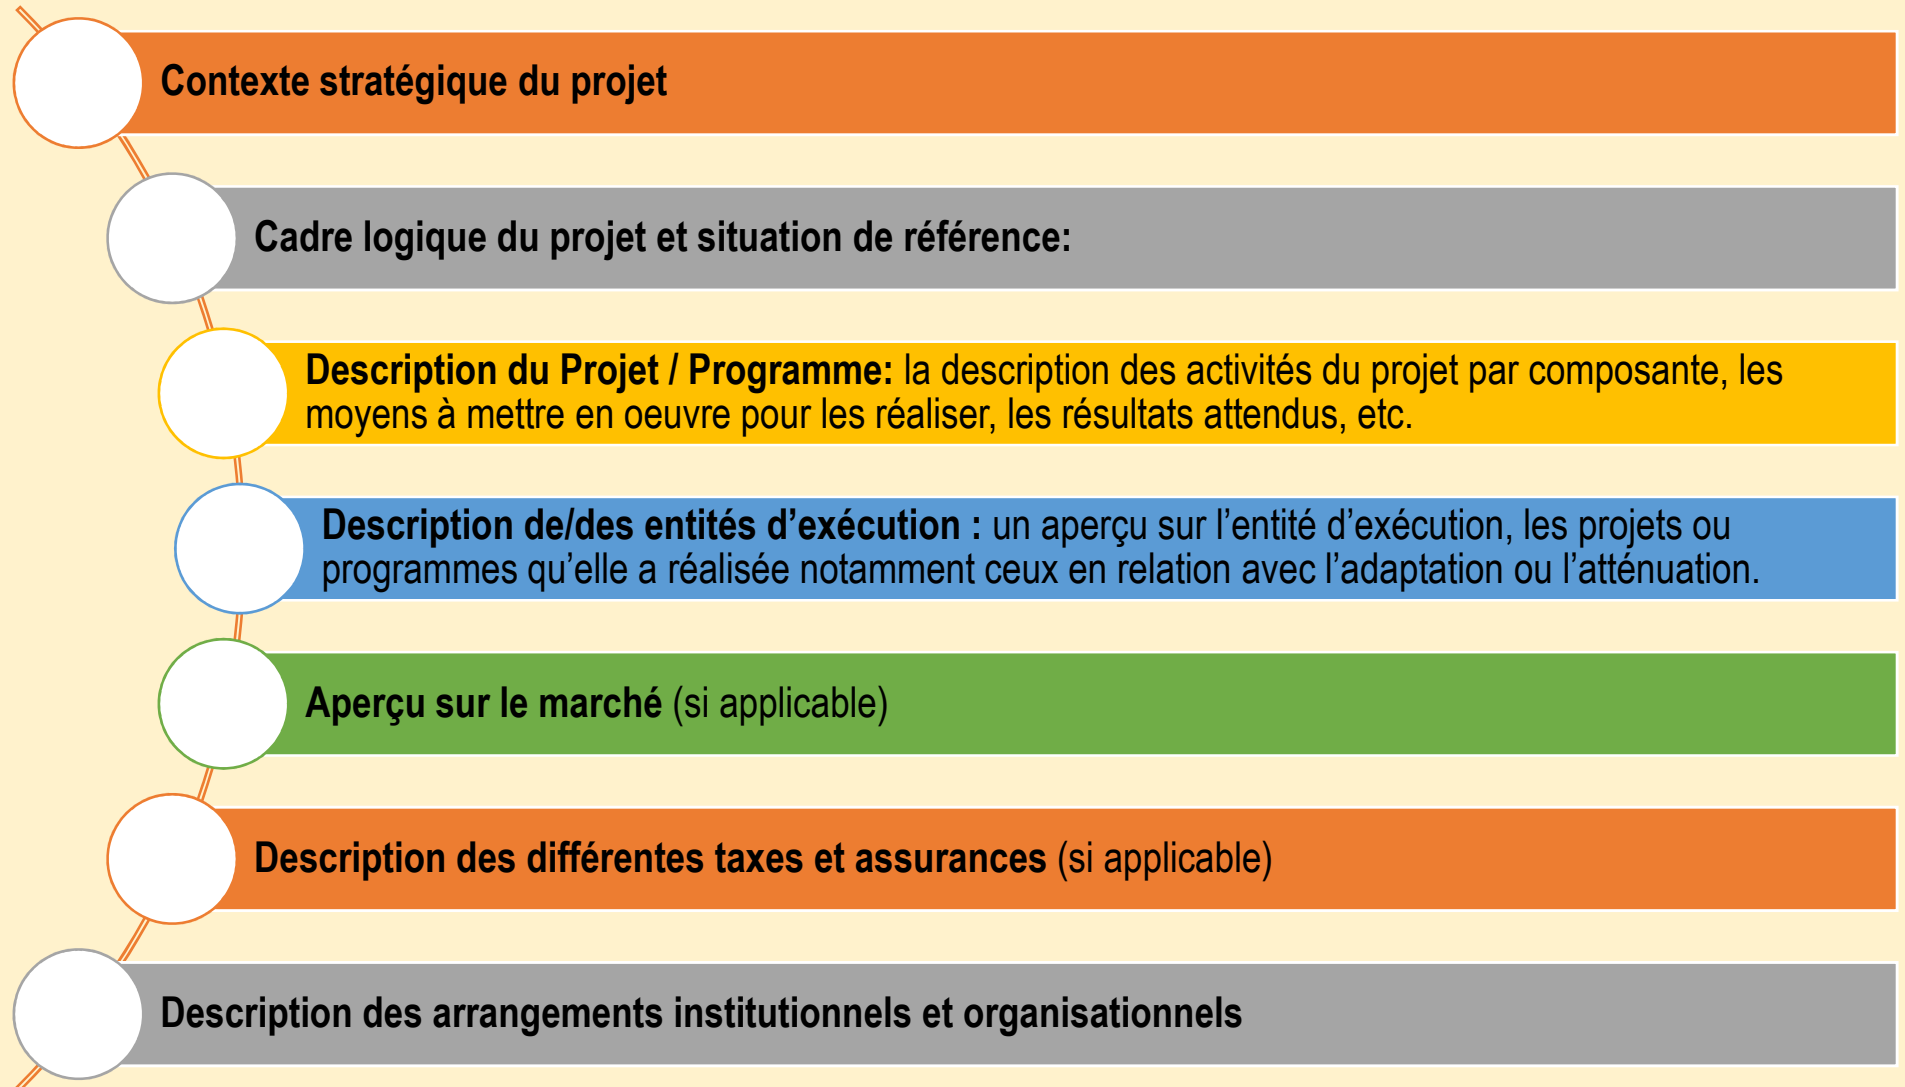 Contexte stratégique du projet
Cadre logique du projet et situation de référence:
Description du Projet / Programme: la description des activités du projet par composante, les
moyens à mettre en oeuvre pour les réaliser, les résultats attendus, etc.
Description de/des entités d’exécution : un aperçu sur l’entité d’exécution, les projets ou
programmes qu’elle a réalisée notamment ceux en relation avec l’adaptation ou l’atténuation.
Aperçu sur le marché (si applicable)
Description des différentes taxes et assurances (si applicable)
Description des arrangements institutionnels et organisationnels